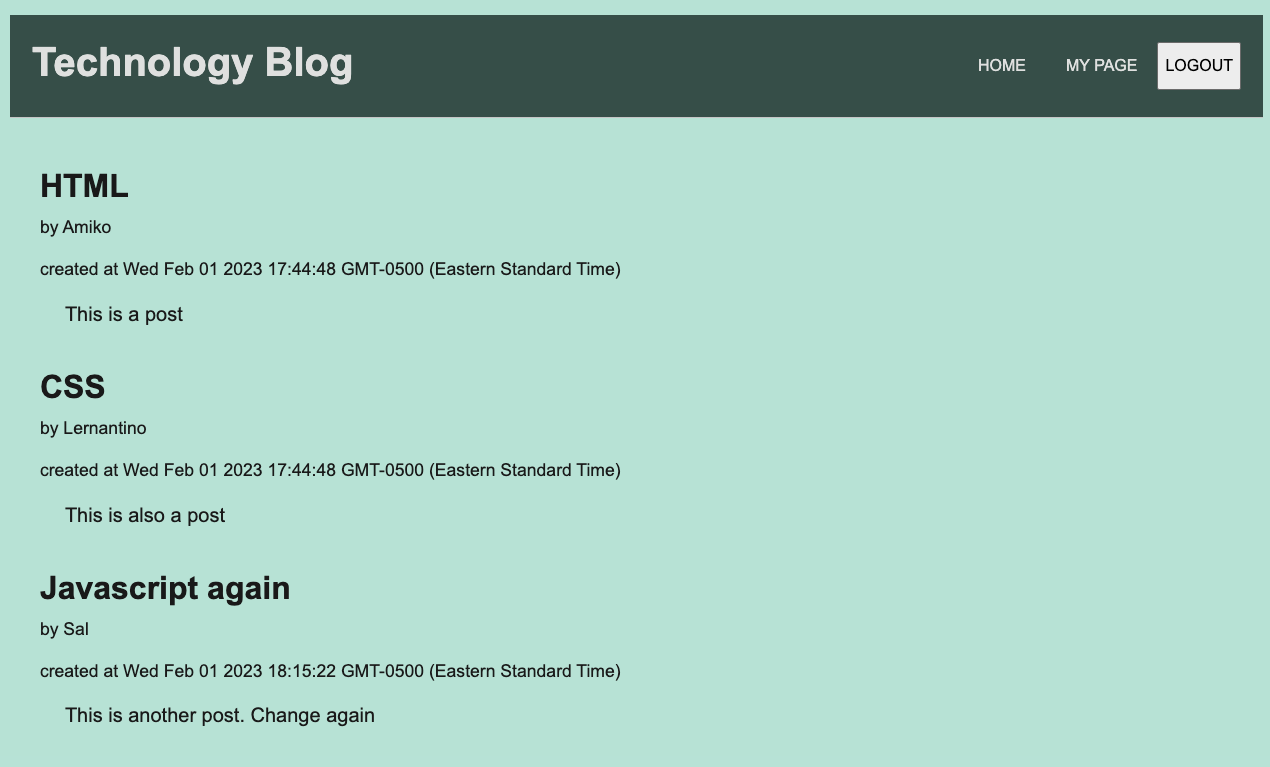 Technology Blog
HOME MY PAGE LOGOUT
HTML
by Amiko
created at Wed Feb 01 2023 17:44:48 GMT-0500 (Eastern Standard Time)
This is a post
CSS
by Lernantino
created at Wed Feb 01 2023 17:44:48 GMT-0500 (Eastern Standard Time)
This is also a post
Javascript again
by Sal
created at Wed Feb 01 2023 18:15:22 GMT-0500 (Eastern Standard Time)
This is another post. Change again